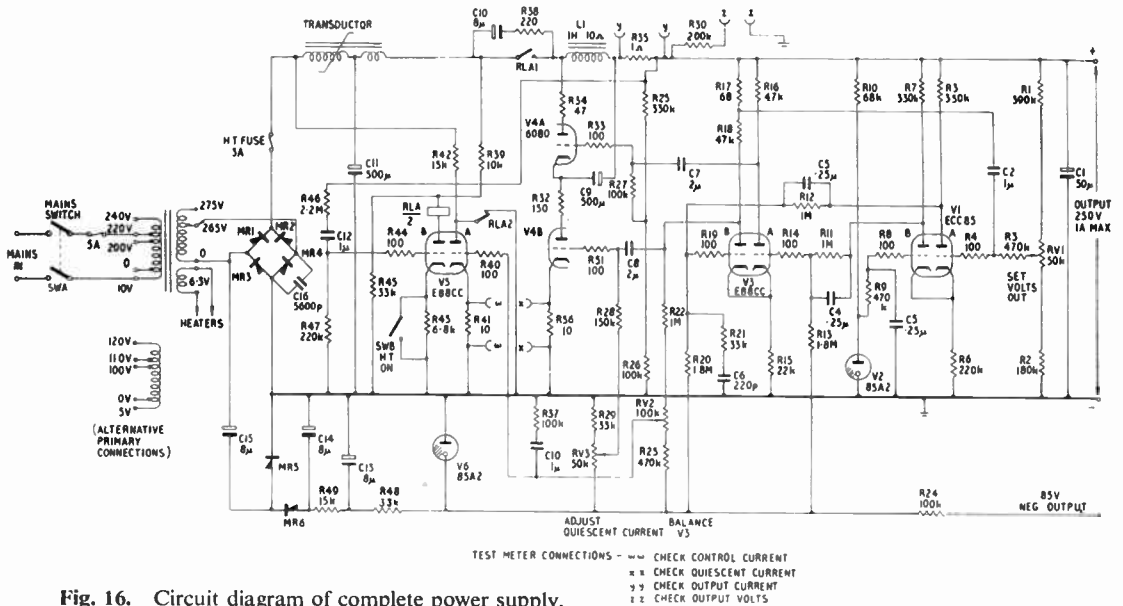 TRANSDUCTOR
C10
8μ
R38
220
RLA1
L1
1H 10Ω
y
R35
1Ω
y
R30
200k
z
z
+
HT FUSE
3A
C11
500μ
R42
15k
R39
10k
R34
47
V4A
6080
R33
100
R25
330k
R17
68
R16
47k
R18
47k
R10
68k
R7
330k
R3
330k
R1
390k
C7
2μ
C5
·25μ
R12
1M
C2
1μ
C1
50μ
OUTPUT
250V
1A MAX
MAINS
SWITCH
MAINS
SWA
5A
240V
220V
200V
0
10V
275V
265V
0
6·3V
HEATERS
MR1
MR2
MR3
MR4
C16
5600p
R46
2·2M
C12
1μ
R47
220k
RLA
2
RLA2
R44
100
B
A
V5
E88CC
R40
100
R45
33k
R43
6·8k
R41
10
SWB
HT
ON
R32
150
C9
500μ
R27
100k
V4B
R31
100
C8
2μ
R36
10
x
x
R28
150k
R22
1M
R26
100k
R19
100
B
A
V3
E88CC
R14
100
R11
1M
R20
1·8M
R21
33k
C6
220p
R15
22k
C4
·25μ
R13
1·8M
R8
100
V1
ECC85
B
A
R4
100
R3
470k
SET
VOLTS
OUT
RV1
50k
R9
470
k
C3
·25μ
V2
85A2
R6
220k
R2
180k
–
120V
110V
100V
0V
5V
(ALTERNATIVE
PRIMARY
CONNECTIONS)
C15
8μ
C14
8μ
MR5
C13
8μ
MR6
R49
15k
R48
33k
V6
85A2
R37
100k
C10
1μ
R29
33k
RV3
50k
RV2
100k
R23
470k
R24
100k
85V
NEG OUTPUT
ADJUST
QUIESCENT CURRENT
BALANCE
V3
TEST METER CONNECTIONS – ww CHECK CONTROL CURRENT
xx CHECK QUIESCENT CURRENT
yy CHECK OUTPUT CURRENT
zz CHECK OUTPUT VOLTS
Fig. 16. Circuit diagram of complete power supply.